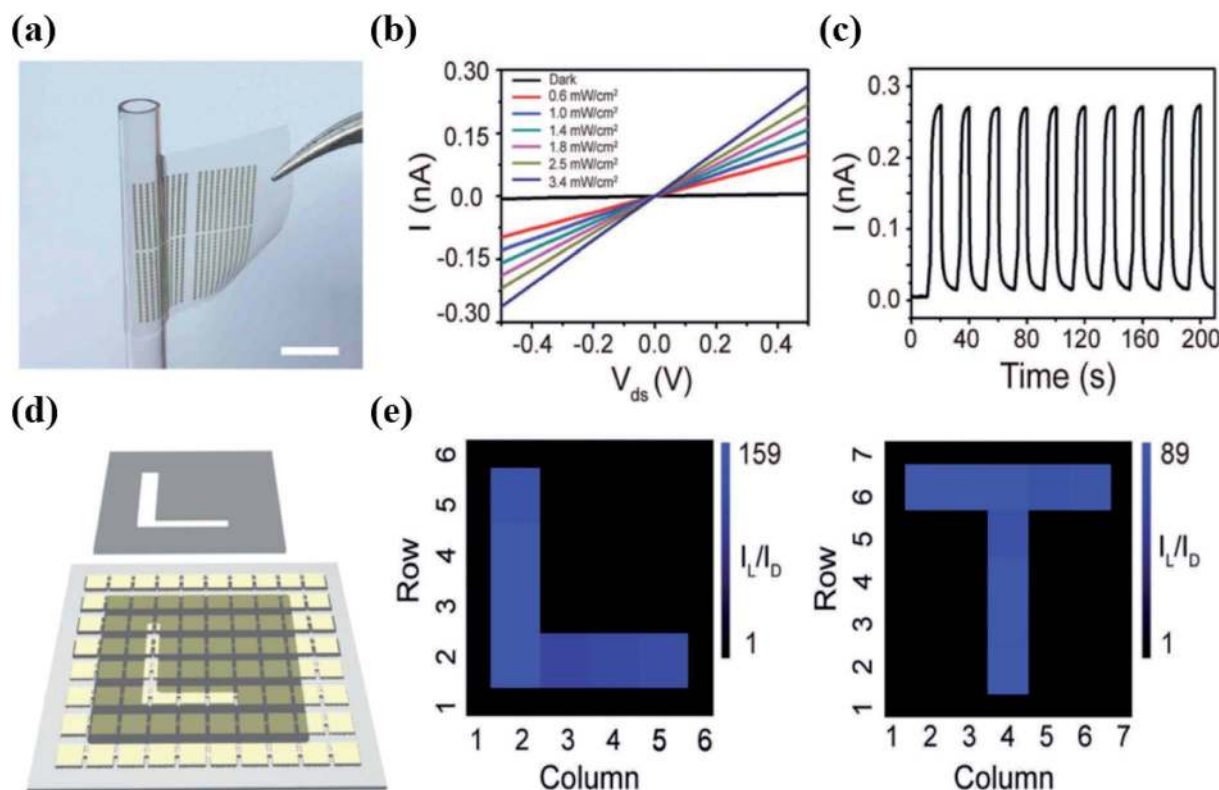 (a)
(b)
(c)
0.30
0.15
0.0
-0.15
-0.30
I (nA)
Dark
0.6 mW/cm²
1.0 mW/cm²
1.4 mW/cm²
1.8 mW/cm²
2.5 mW/cm²
3.4 mW/cm²
-0.4 -0.2 0.0 0.2 0.4
V_ds (V)
0.3
0.2
0.1
0.0
I (nA)
0 40 80 120 160 200
Time (s)
(d)
(e)
6
5
4
3
2
1
Row
1 2 3 4 5 6
Column
159
I_L/I_D
1
7
6
5
4
3
2
1
Row
1 2 3 4 5 6 7
Column
89
I_L/I_D
1